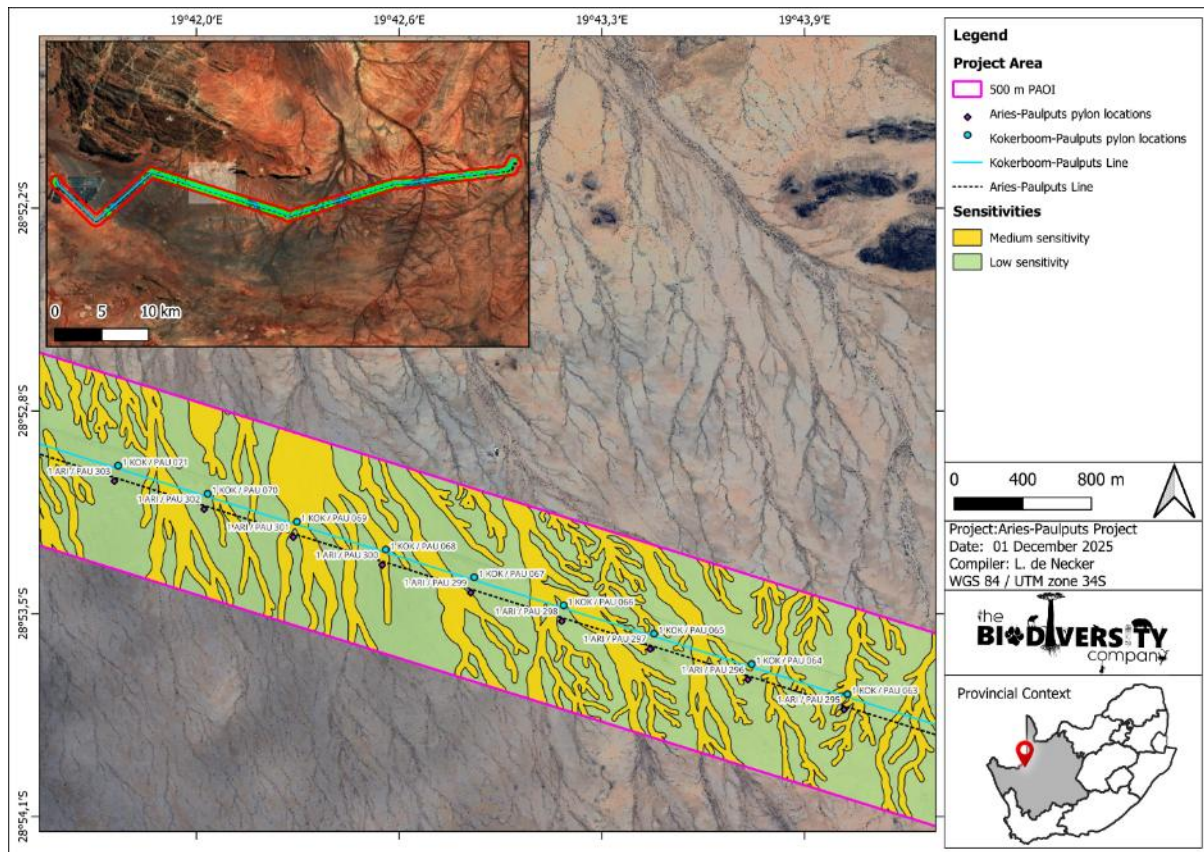 19°42,0'E
19°42,6'E
19°43,3'E
19°43,9'E
28°52,2'S
28°52,8'S
28°53,5'S
28°54,1'S
0 5 10 km
1 KOK / PAU 071
1 ARI / PAU 303
1 KOK / PAU 070
1 ARI / PAU 302
1 KOK / PAU 069
1 ARI / PAU 301
1 KOK / PAU 068
1 ARI / PAU 300
1 KOK / PAU 067
1 ARI / PAU 299
1 KOK / PAU 066
1 ARI / PAU 298
1 KOK / PAU 065
1 ARI / PAU 297
1 KOK / PAU 064
1 ARI / PAU 296
1 KOK / PAU 063
1 ARI / PAU 295
Legend
Project Area
500 m PAOI
Aries-Paulputs pylon locations
Kokerboom-Paulputs pylon locations
Kokerboom-Paulputs Line
Aries-Paulputs Line
Sensitivities
Medium sensitivity
Low sensitivity
0 400 800 m
Project:Aries-Paulputs Project
Date: 01 December 2025
Compiler: L. de Necker
WGS 84 / UTM zone 34S
the
BIODIVERSITY
company
Provincial Context